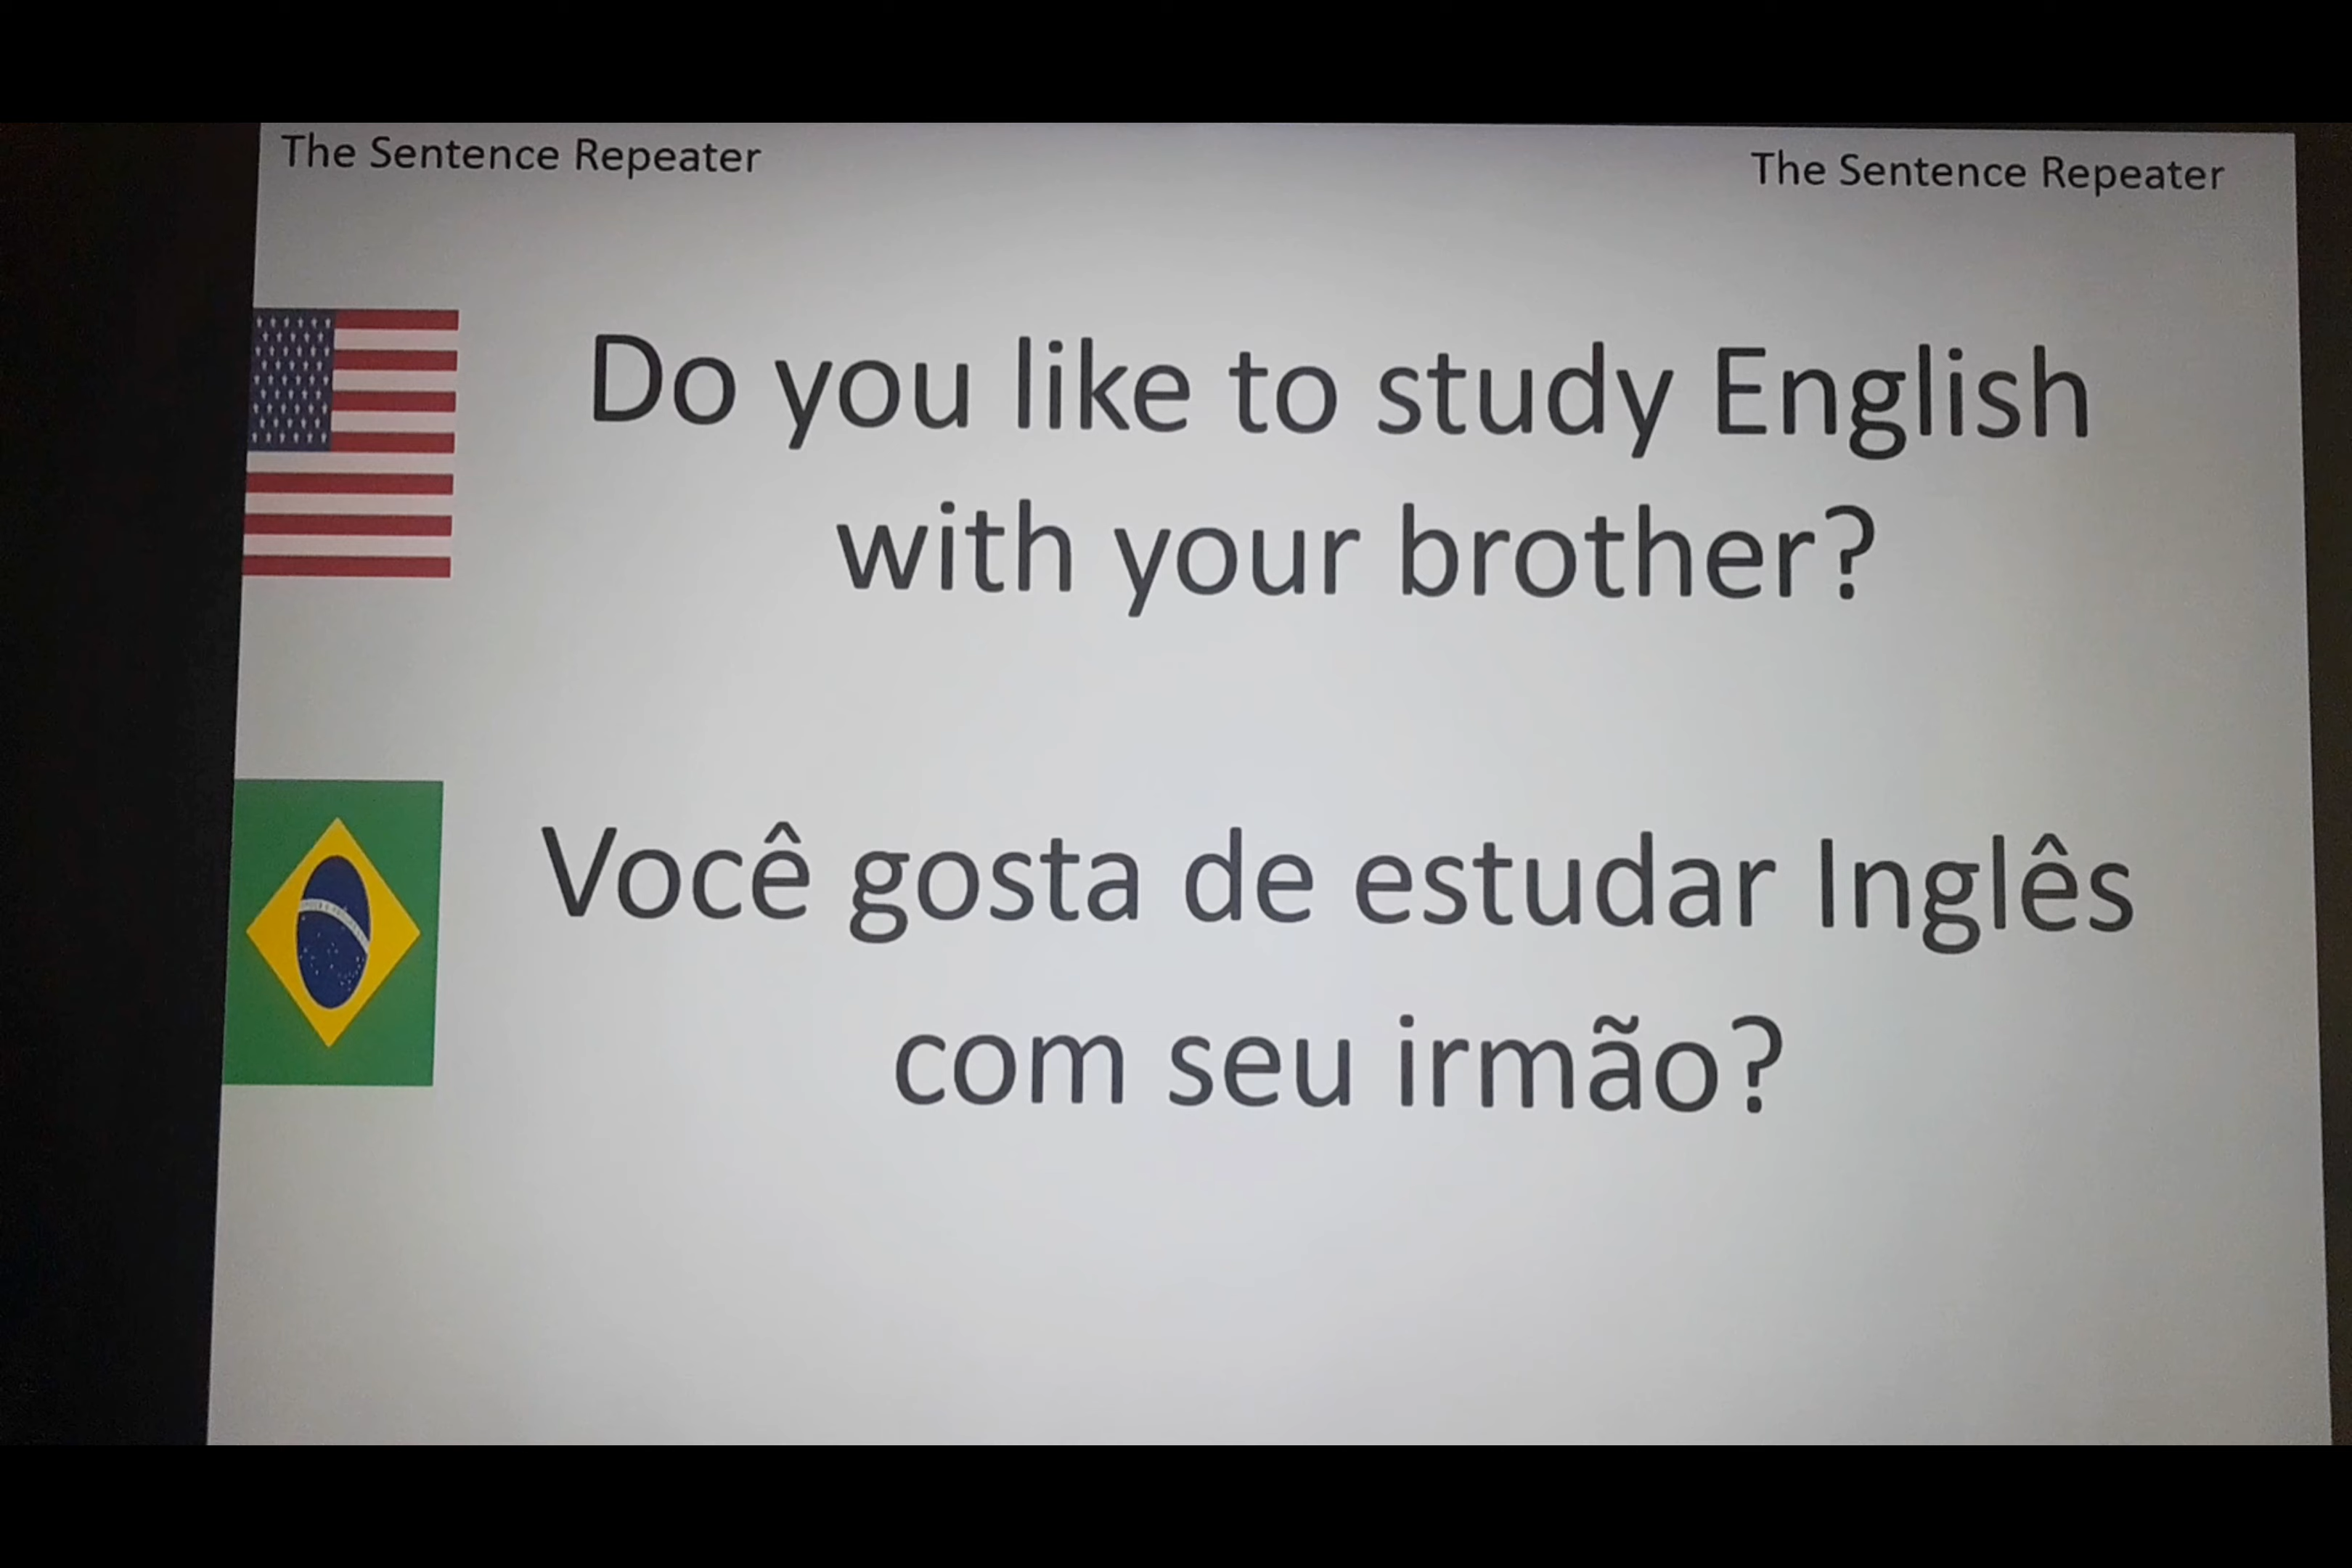 The Sentence Repeater
The Sentence Repeater
Do you like to study English
with your brother?
Você gosta de estudar Inglês
com seu irmão?